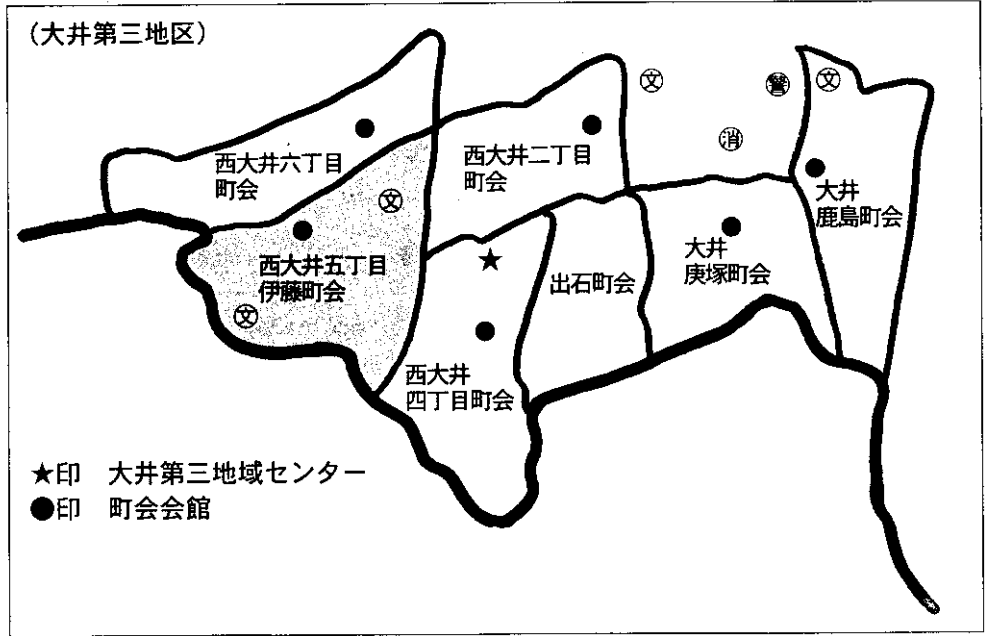 (大井第三地区)
文
警
文
消
西大井六丁目
町会
西大井二丁目
町会
文
大井
鹿島町会
西大井五丁目
伊藤町会
★
出石町会
大井
庚塚町会
文
西大井
四丁目町会
★印 大井第三地域センター
●印 町会会館